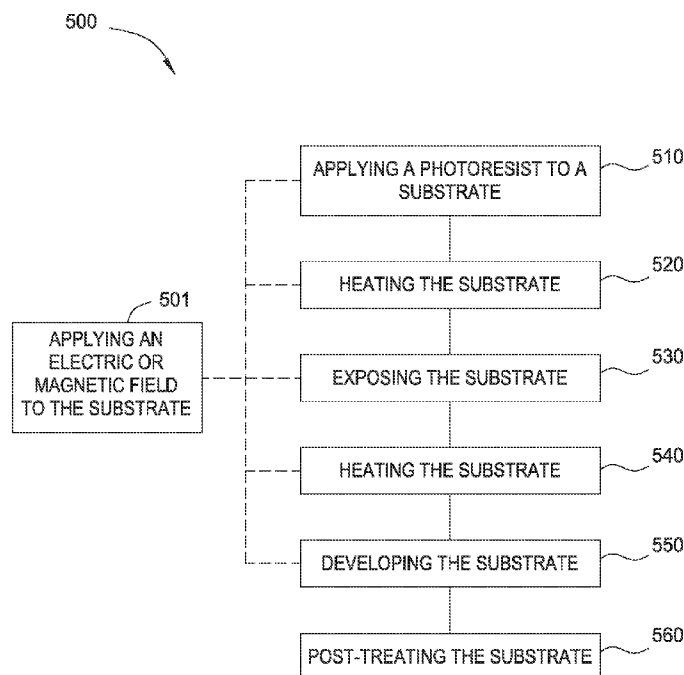 500
APPLYING A PHOTORESIST TO A
SUBSTRATE
510
HEATING THE SUBSTRATE
520
501
APPLYING AN
ELECTRIC OR
MAGNETIC FIELD
TO THE SUBSTRATE
EXPOSING THE SUBSTRATE
530
HEATING THE SUBSTRATE
540
DEVELOPING THE SUBSTRATE
550
POST-TREATING THE SUBSTRATE
560